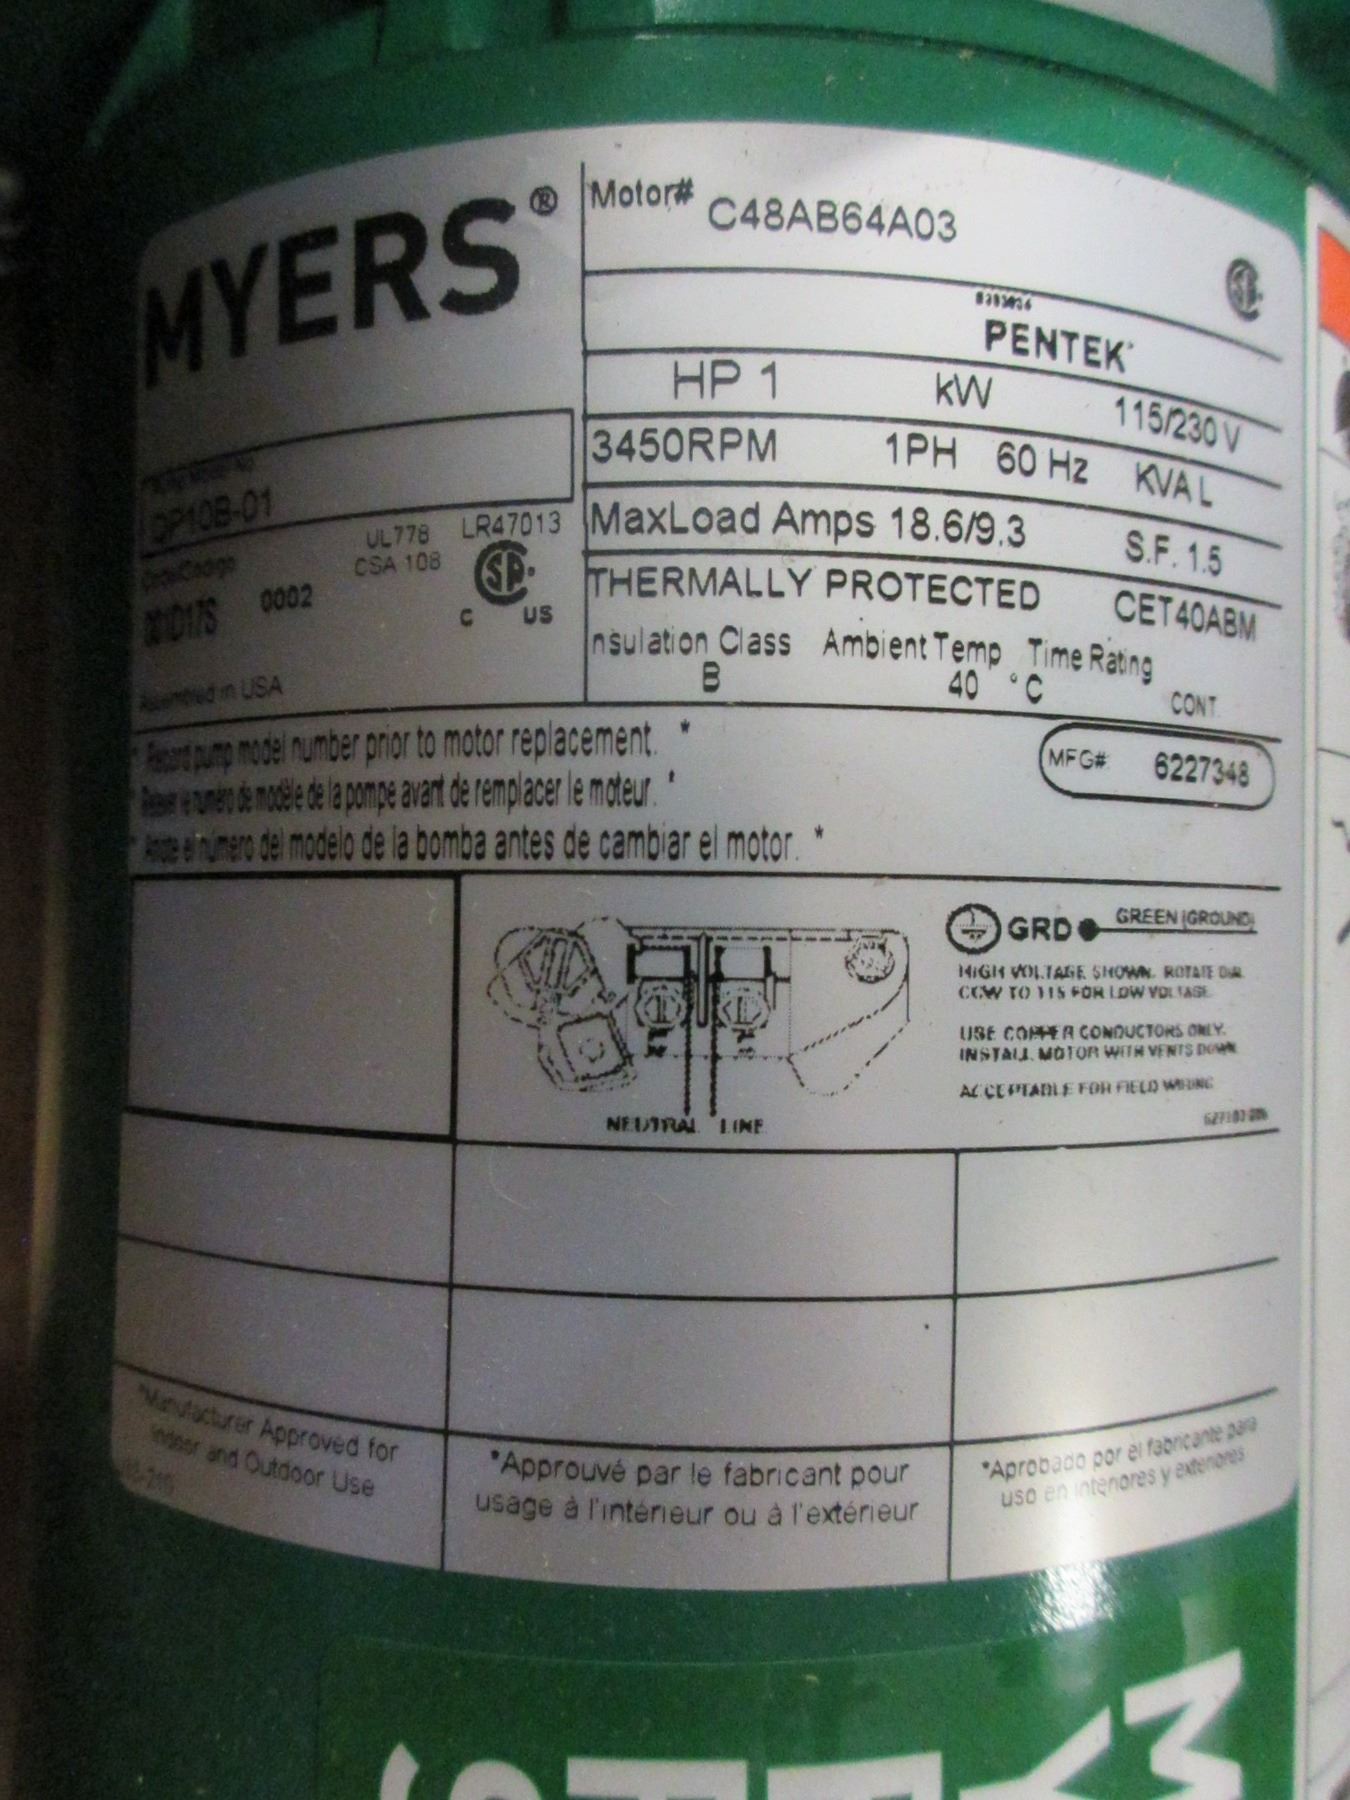 MYERS®
Motor# C48AB64A03
PENTEK
HP 1 kW 115/230 V
3450RPM 1PH 60 Hz KVA L
MaxLoad Amps 18.6/9.3 S.F. 1.5
THERMALLY PROTECTED CET40ABM
nsulation Class Ambient Temp Time Rating
B 40 °C CONT
DP10B-01
UL778 LR47013
CSA 108
0002
C US
Assembled in USA
* Record pump model number prior to motor replacement. *
* Relever le numéro de modèle de la pompe avant de remplacer le moteur. *
* Anote el número del modelo de la bomba antes de cambiar el motor. *
MFG# 6227348
GRD GREEN (GROUND)
HIGH VOLTAGE SHOWN. ROTATE DIAL
CCW TO 115 FOR LOW VOLTAGE
USE COPPER CONDUCTORS ONLY.
INSTALL MOTOR WITH VENTS DOWN
ACCEPTABLE FOR FIELD WIRING
NEUTRAL LINE
*Manufacturer Approved for
Indoor and Outdoor Use
*Approuvé par le fabricant pour
usage à l'intérieur ou à l'extérieur
*Aprobado por el fabricante para
uso en interiores y exteriores
MYE